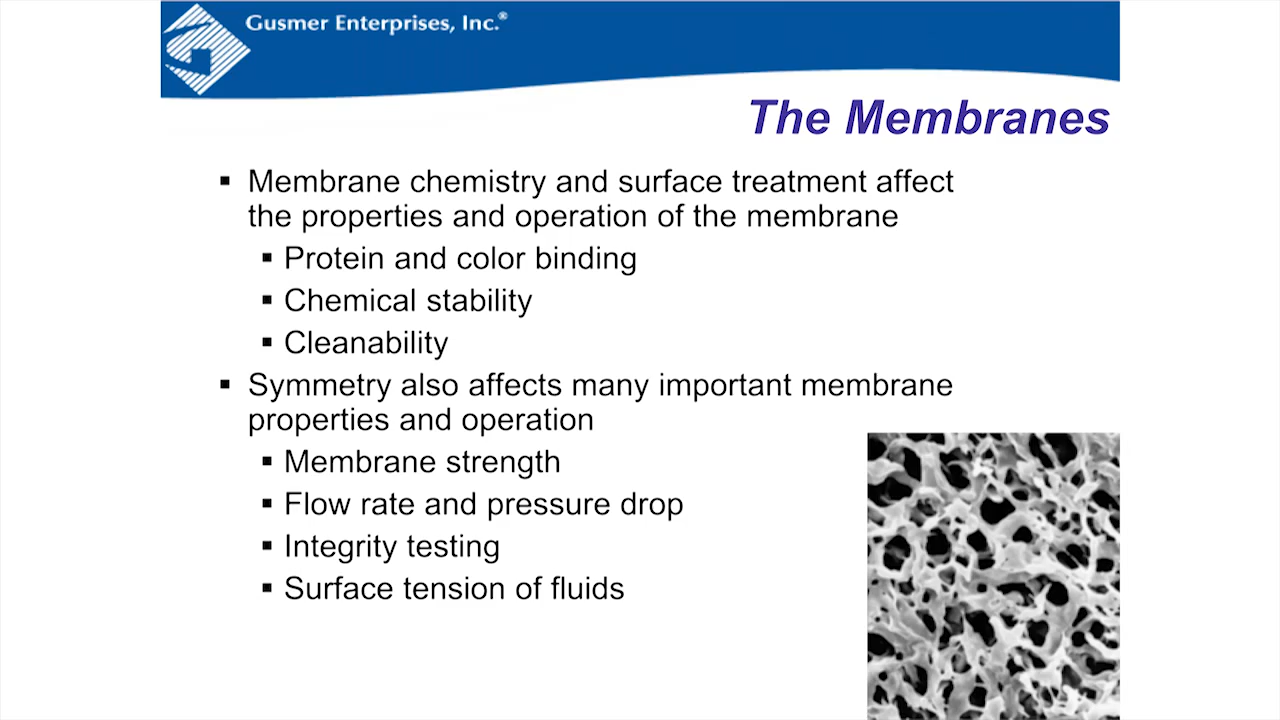 Gusmer Enterprises, Inc.®
The Membranes
▪ Membrane chemistry and surface treatment affect
the properties and operation of the membrane
▪ Protein and color binding
▪ Chemical stability
▪ Cleanability
▪ Symmetry also affects many important membrane
properties and operation
▪ Membrane strength
▪ Flow rate and pressure drop
▪ Integrity testing
▪ Surface tension of fluids